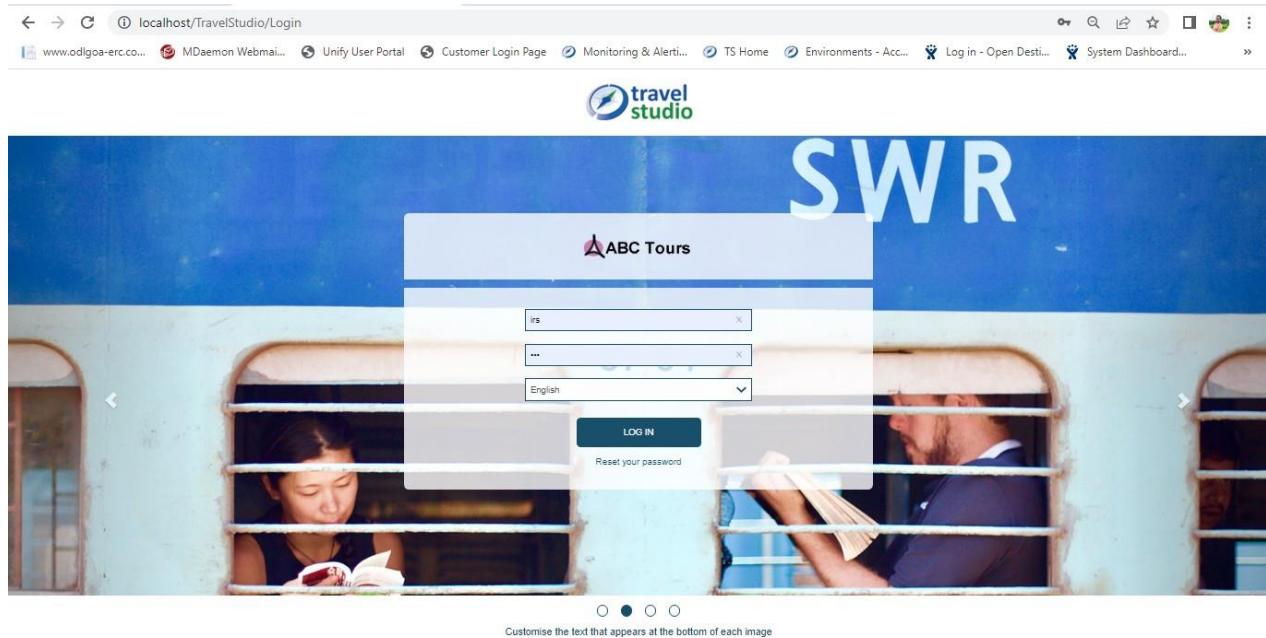 localhost/TravelStudio/Login
www.odlgoa-erc.co... MDaemon Webmai... Unify User Portal Customer Login Page Monitoring & Alerti... TS Home Environments - Acc... Log in - Open Desti... System Dashboard... »
travel
studio
SWR
ABC Tours
irs
•••
English
LOG IN
Reset your password
Customise the text that appears at the bottom of each image